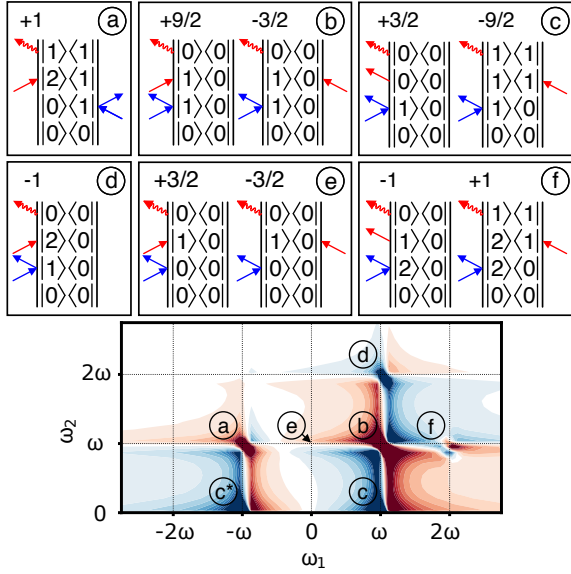 +1 a
|1⟩⟨1|
|2⟩⟨1|
|0⟩⟨1|
|0⟩⟨0|
+9/2 -3/2 b
|0⟩⟨0| |0⟩⟨0|
|1⟩⟨0| |1⟩⟨0|
|1⟩⟨0| |1⟩⟨0|
|0⟩⟨0| |0⟩⟨0|
+3/2 -9/2 c
|0⟩⟨0| |1⟩⟨1|
|0⟩⟨0| |1⟩⟨1|
|1⟩⟨0| |1⟩⟨0|
|0⟩⟨0| |0⟩⟨0|
-1 d
|0⟩⟨0|
|2⟩⟨0|
|1⟩⟨0|
|0⟩⟨0|
+3/2 -3/2 e
|0⟩⟨0| |0⟩⟨0|
|1⟩⟨0| |1⟩⟨0|
|0⟩⟨0| |0⟩⟨0|
|0⟩⟨0| |0⟩⟨0|
-1 +1 f
|0⟩⟨0| |1⟩⟨1|
|1⟩⟨0| |2⟩⟨1|
|2⟩⟨0| |2⟩⟨0|
|0⟩⟨0| |0⟩⟨0|
d
2ω
a e b f
ω
ω₂
c* c
0
-2ω -ω 0 ω 2ω
ω₁